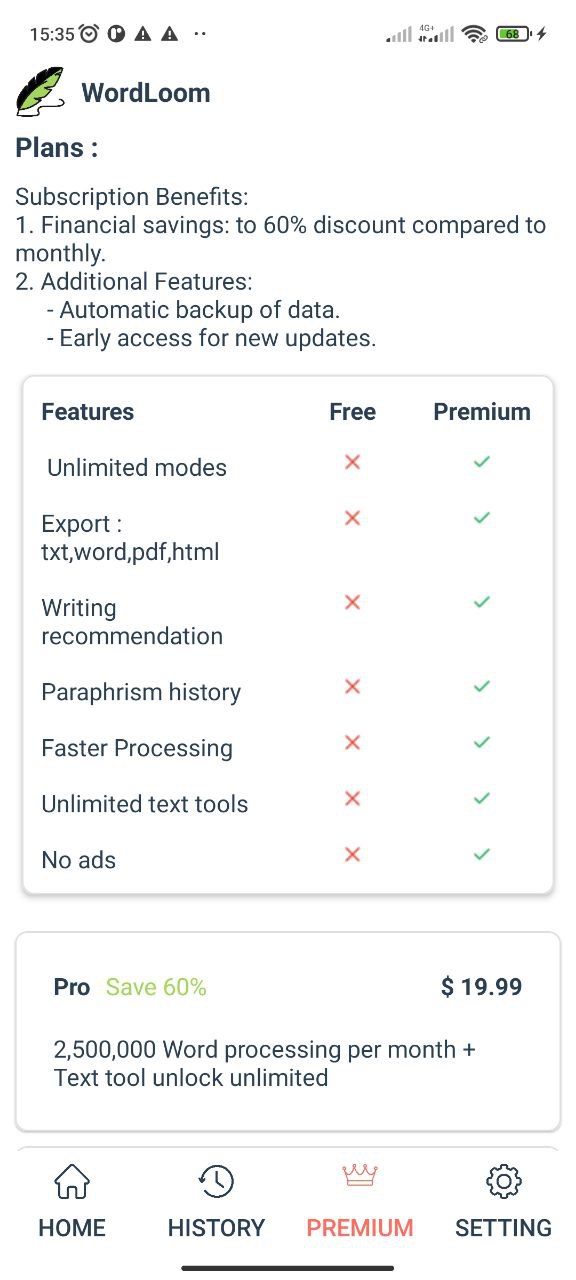 15:35
4G+
68
WordLoom
Plans :
Subscription Benefits:
1. Financial savings: to 60% discount compared to
monthly.
2. Additional Features:
- Automatic backup of data.
- Early access for new updates.
Features Free Premium
Unlimited modes
Export :
txt,word,pdf,html
Writing
recommendation
Paraphrism history
Faster Processing
Unlimited text tools
No ads
Pro Save 60% $ 19.99
2,500,000 Word processing per month +
Text tool unlock unlimited
HOME HISTORY PREMIUM SETTING